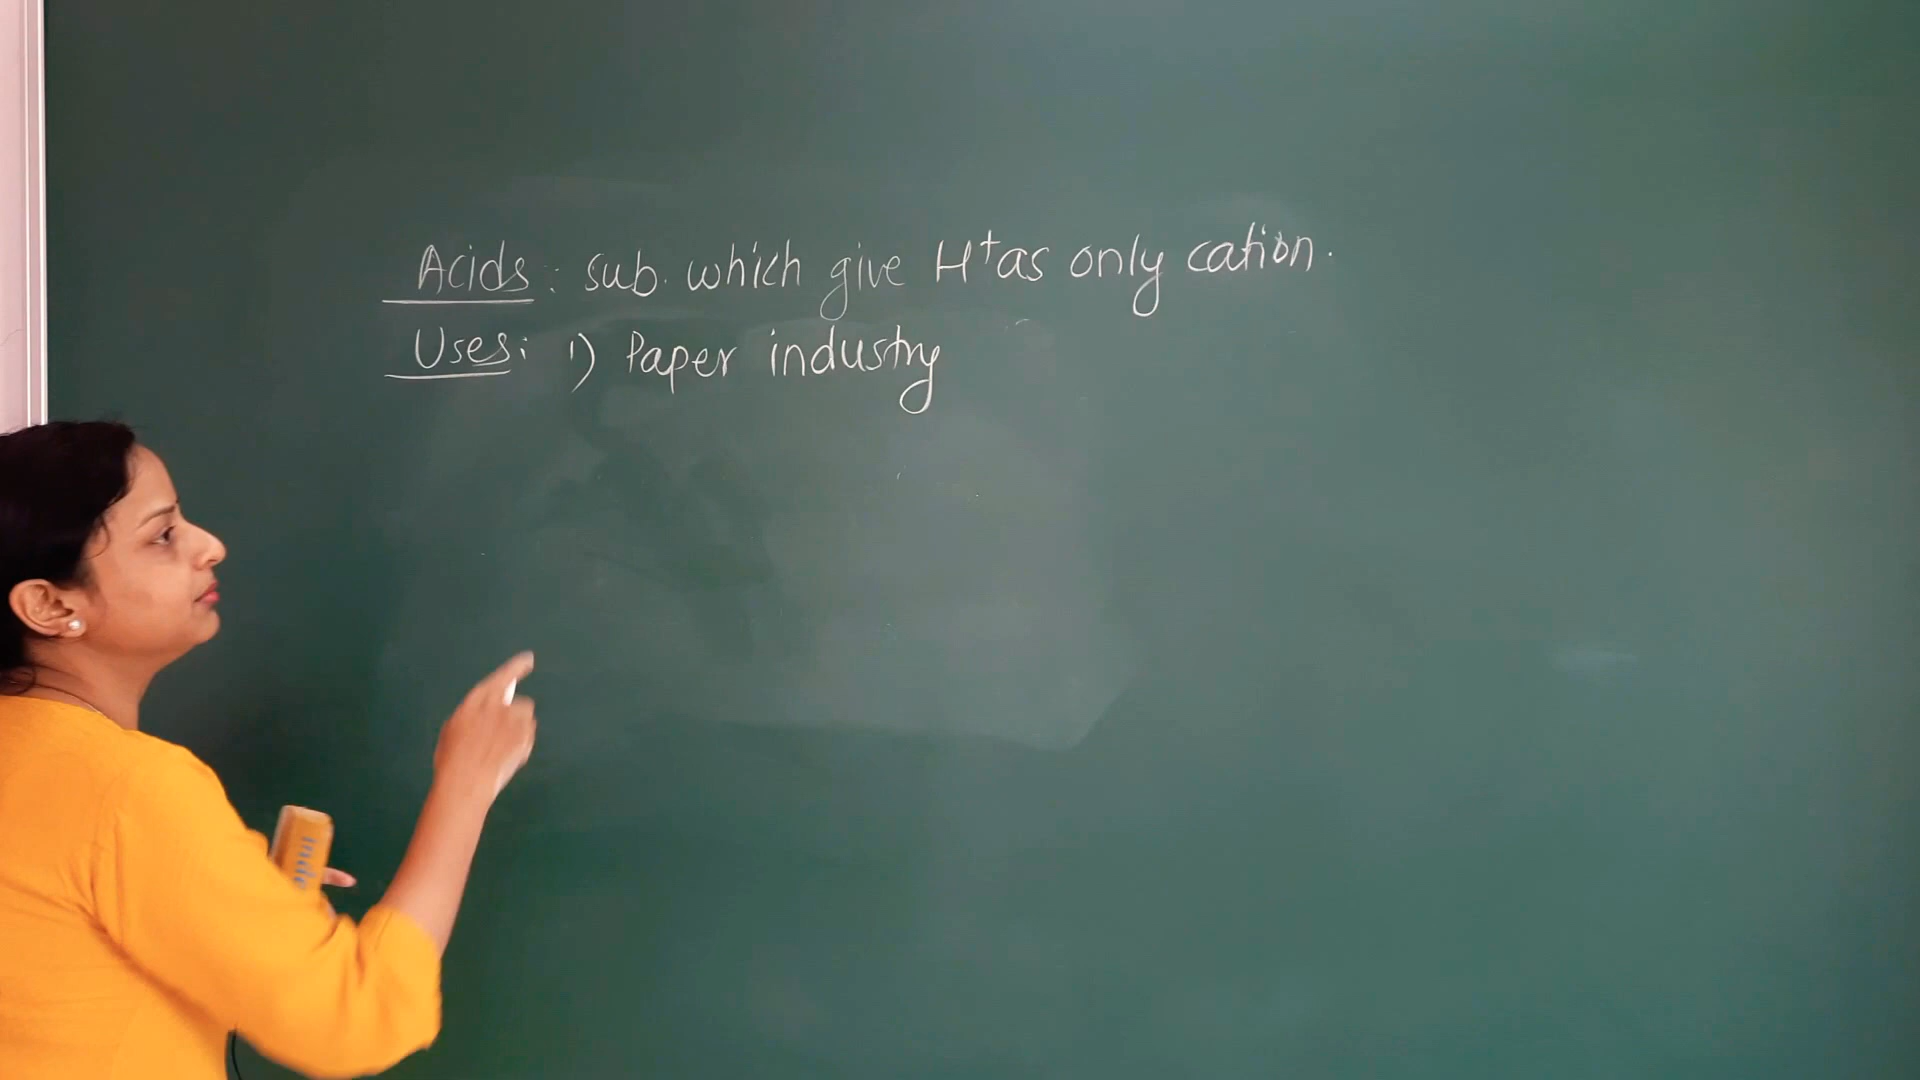 Acids: sub. which give H⁺ as only cation.
Uses: 1) Paper industry